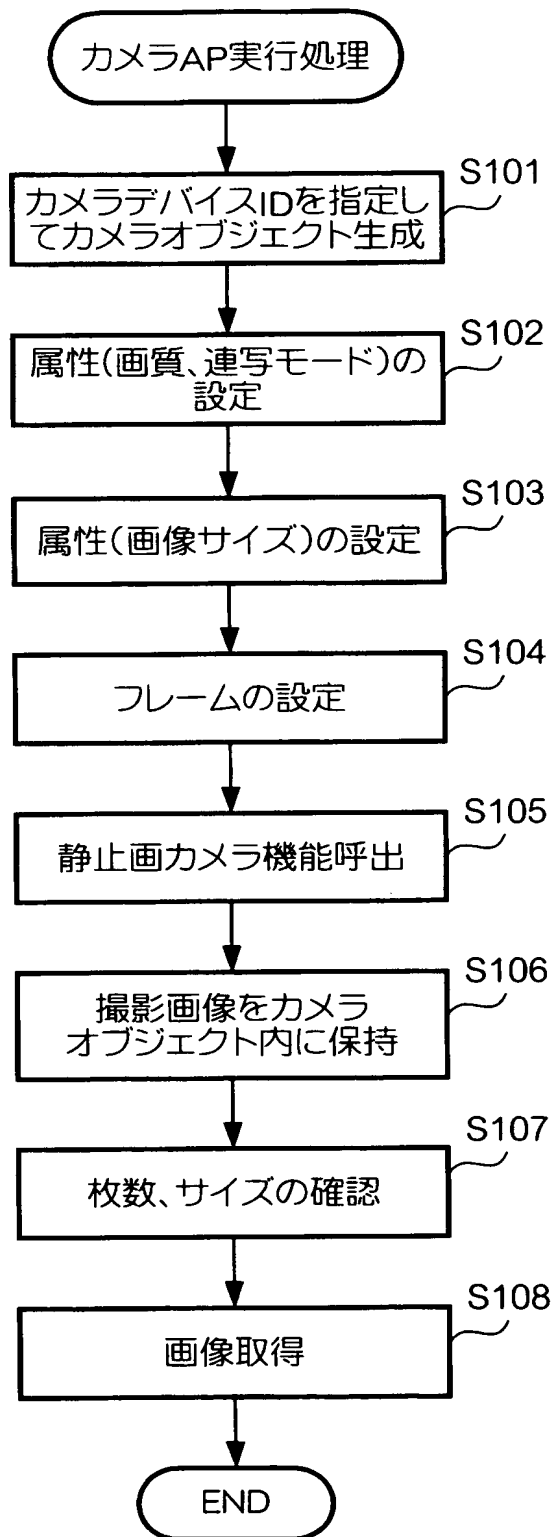 カメラAP実行処理
S101
カメラデバイスIDを指定し
てカメラオブジェクト生成
S102
属性(画質、連写モード)の
設定
S103
属性(画像サイズ)の設定
S104
フレームの設定
S105
静止画カメラ機能呼出
S106
撮影画像をカメラ
オブジェクト内に保持
S107
枚数、サイズの確認
S108
画像取得
END